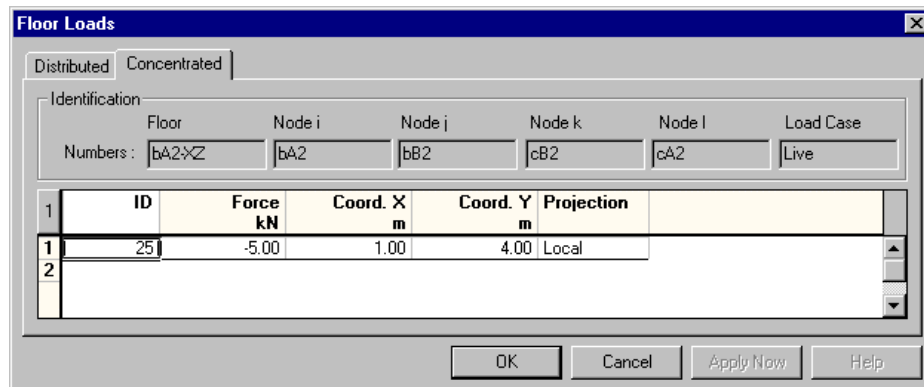 Floor Loads
Distributed Concentrated
Identification
Floor Node i Node j Node k Node l Load Case
Numbers : bA2-XZ bA2 bB2 cB2 cA2 Live
1 ID Force kN Coord. X m Coord. Y m Projection
1 25 -5.00 1.00 4.00 Local
2
OK Cancel Apply Now Help